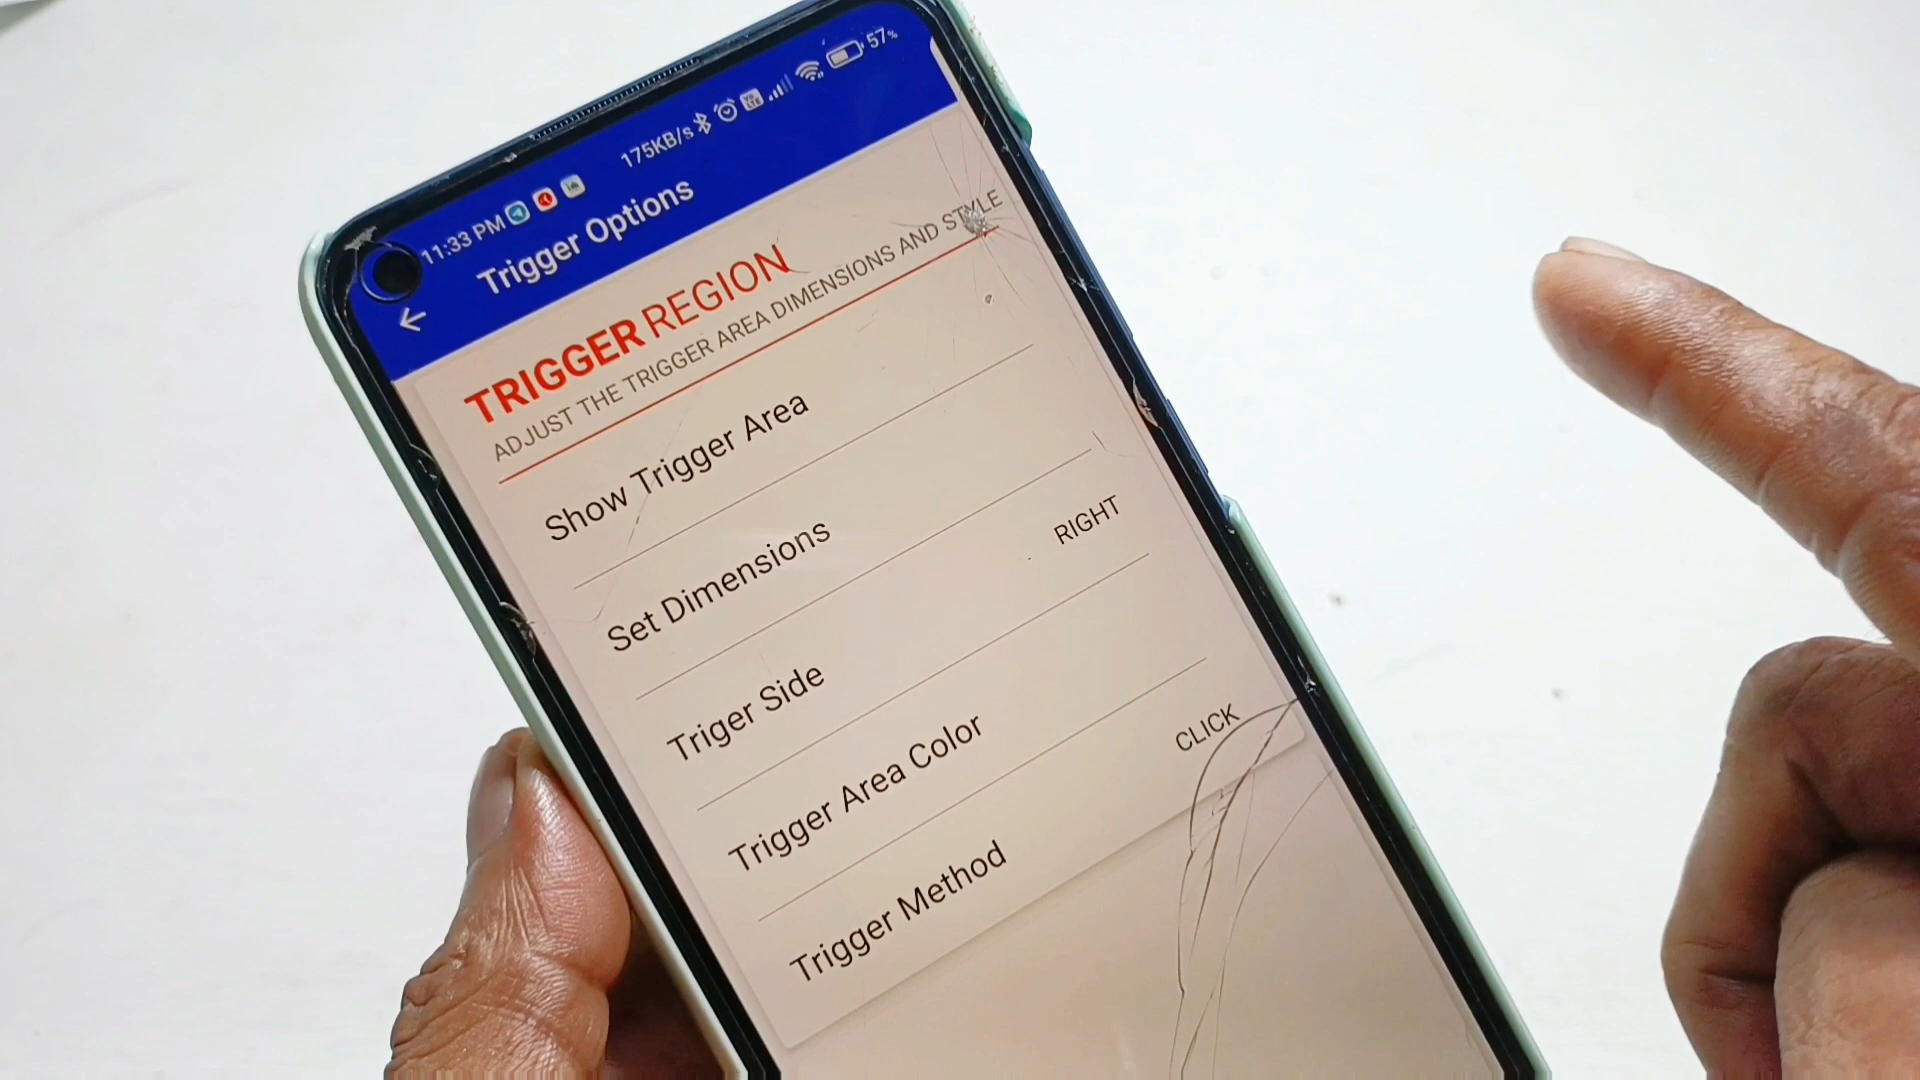 11:33 PM 175KB/s VoLTE 57%
Trigger Options
TRIGGER REGION
ADJUST THE TRIGGER AREA DIMENSIONS AND STYLE
Show Trigger Area
Set Dimensions
Triger Side RIGHT
Trigger Area Color
Trigger Method CLICK